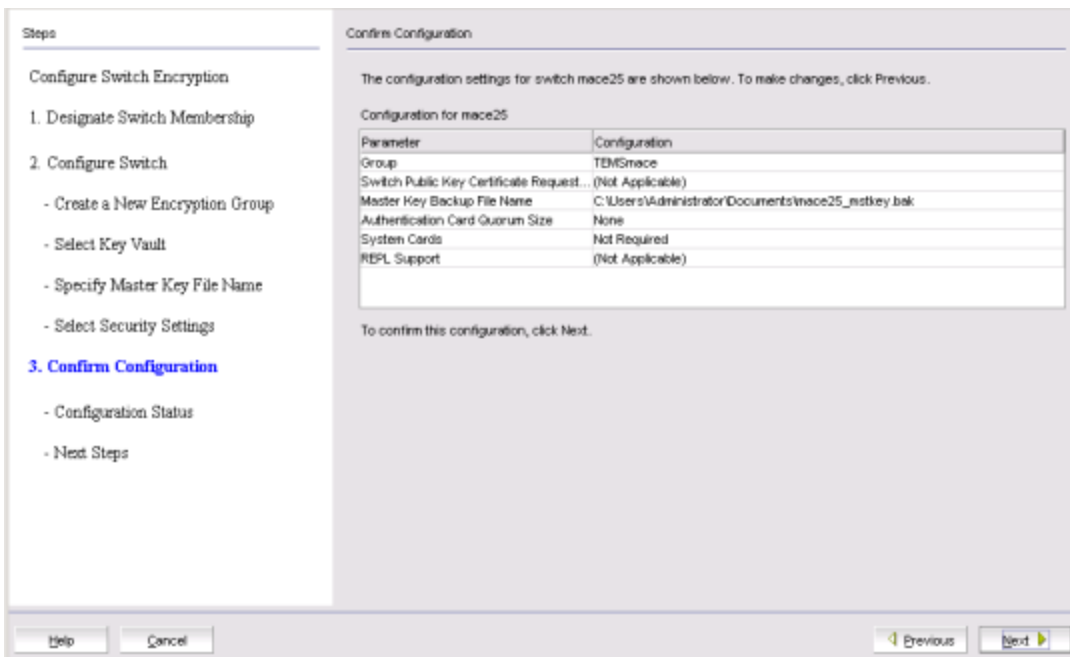 Steps
Configure Switch Encryption
1. Designate Switch Membership
2. Configure Switch
- Create a New Encryption Group
- Select Key Vault
- Specify Master Key File Name
- Select Security Settings
3. Confirm Configuration
- Configuration Status
- Next Steps
Confirm Configuration
The configuration settings for switch mace25 are shown below. To make changes, click Previous.
Configuration for mace25
Parameter Configuration
Group TEMSmace
Switch Public Key Certificate Request... (Not Applicable)
Master Key Backup File Name C:\Users\Administrator\Documents\mace25_mstkey.bak
Authentication Card Quorum Size None
System Cards Not Required
REPL Support (Not Applicable)
To confirm this configuration, click Next.
Help Cancel Previous Next